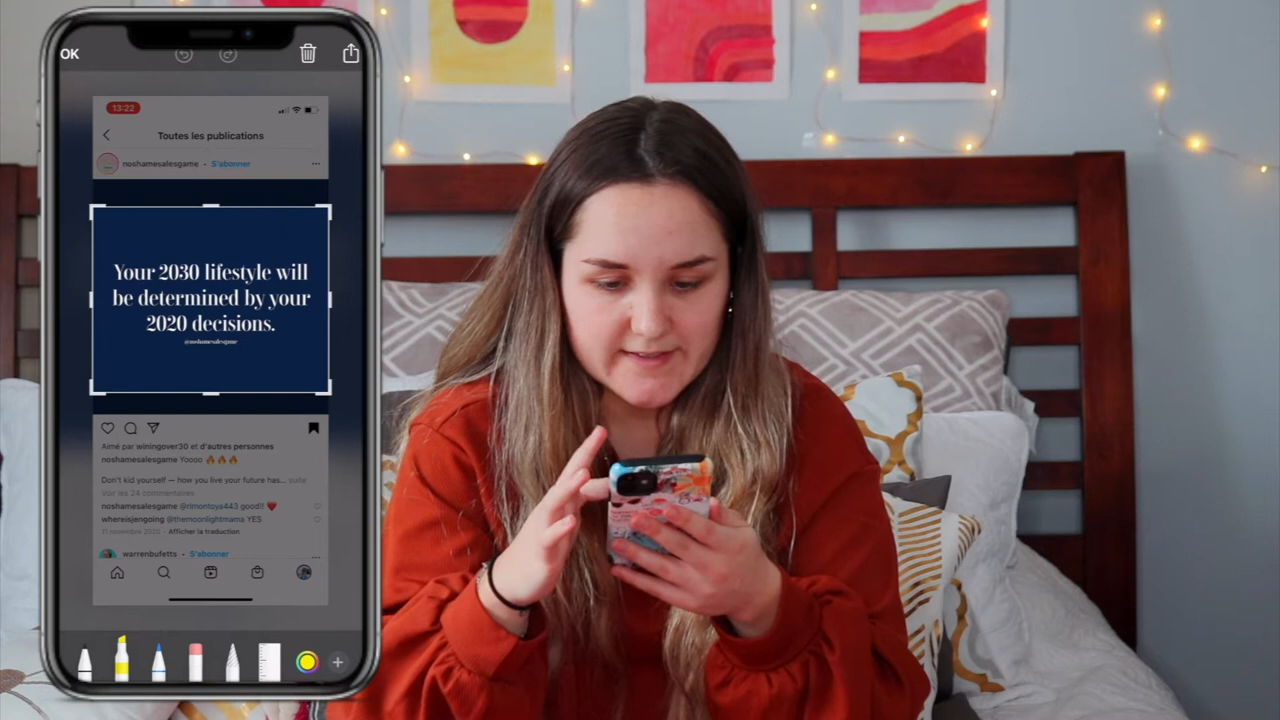 OK
13:22
Toutes les publications
noshamesalesgame • S'abonner
Your 2030 lifestyle will
be determined by your
2020 decisions.
@noshamesalesgame
Aimé par winingover30 et d'autres personnes
noshamesalesgame Yoooo 🔥🔥🔥
Don't kid yourself — how you live your future has... suite
Voir les 24 commentaires
noshamesalesgame @rimontoya443 good!! ❤️
whereisjengoing @themoonlightmama YES
11 novembre 2020 • Afficher la traduction
warrenbufetts • S'abonner